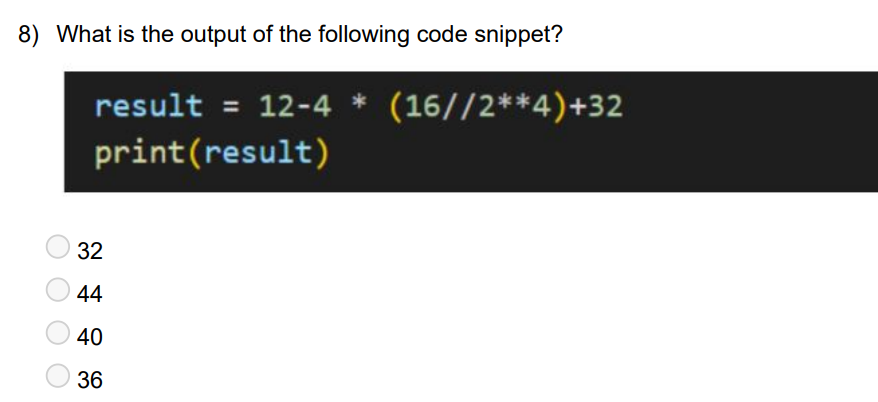 8) What is the output of the following code snippet?
result = 12-4 * (16//2**4)+32
print(result)
32
44
40
36